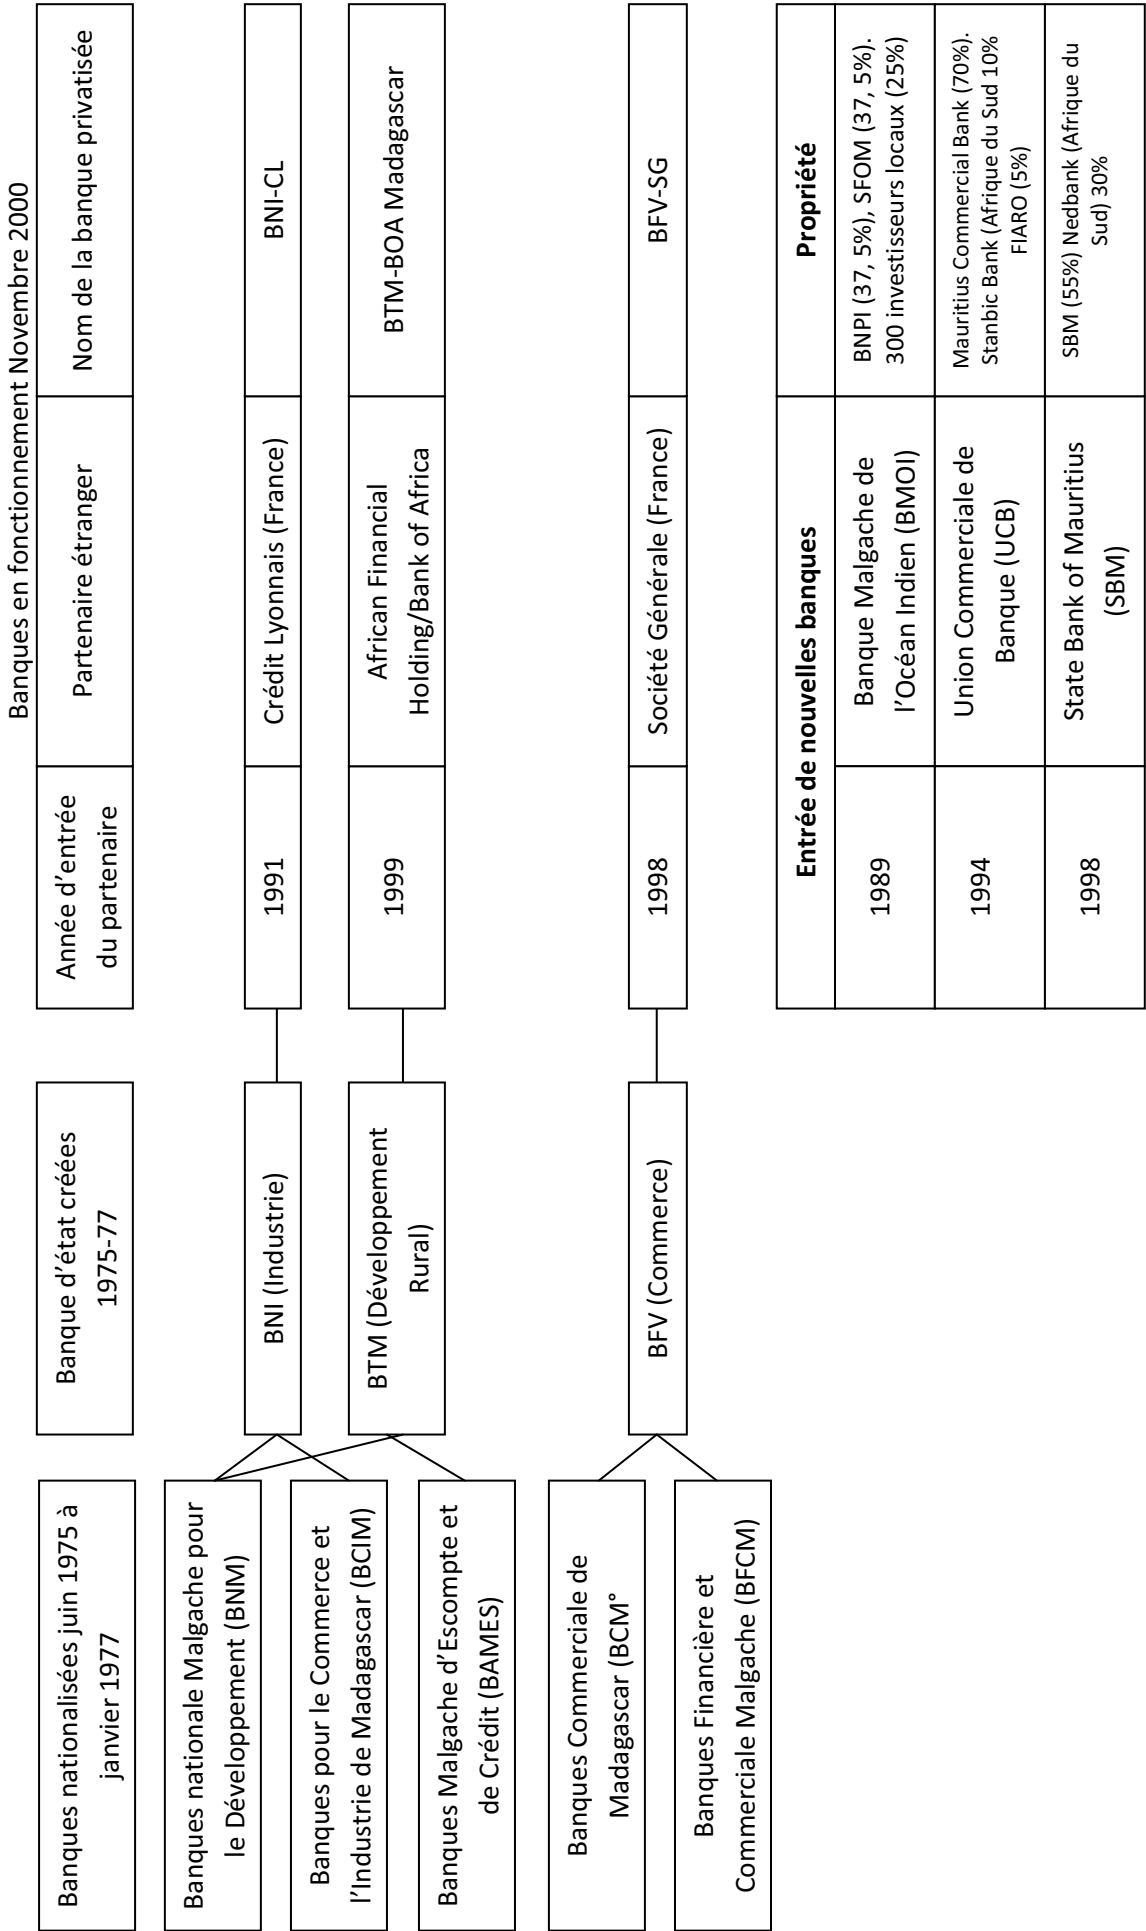 Banques en fonctionnement Novembre 2000
Banques nationalisées juin 1975 à
janvier 1977
Banque d'état créées
1975-77
Année d'entrée
du partenaire
Partenaire étranger
Nom de la banque privatisée
Banques nationale Malgache pour
le Développement (BNM)
Banques pour le Commerce et
l'Industrie de Madagascar (BCIM)
BNI (Industrie)
1991
Crédit Lyonnais (France)
BNI-CL
Banques Malgache d'Escompte et
de Crédit (BAMES)
BTM (Développement
Rural)
1999
African Financial
Holding/Bank of Africa
BTM-BOA Madagascar
Banques Commerciale de
Madagascar (BCM°
Banques Financière et
Commerciale Malgache (BFCM)
BFV (Commerce)
1998
Société Générale (France)
BFV-SG
Entrée de nouvelles banques
Propriété
1989
Banque Malgache de
l'Océan Indien (BMOI)
BNPI (37, 5%), SFOM (37, 5%).
300 investisseurs locaux (25%)
1994
Union Commerciale de
Banque (UCB)
Mauritius Commercial Bank (70%).
Stanbic Bank (Afrique du Sud 10%
FIARO (5%)
1998
State Bank of Mauritius
(SBM)
SBM (55%) Nedbank (Afrique du
Sud) 30%